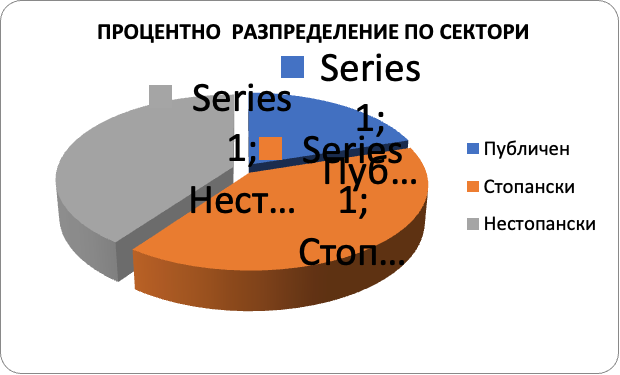 ПРОЦЕНТНО РАЗПРЕДЕЛЕНИЕ ПО СЕКТОРИ
Series
1;
Пуб...
Series
1;
Стоп...
Series
1;
Нест...
Публичен
Стопански
Нестопански